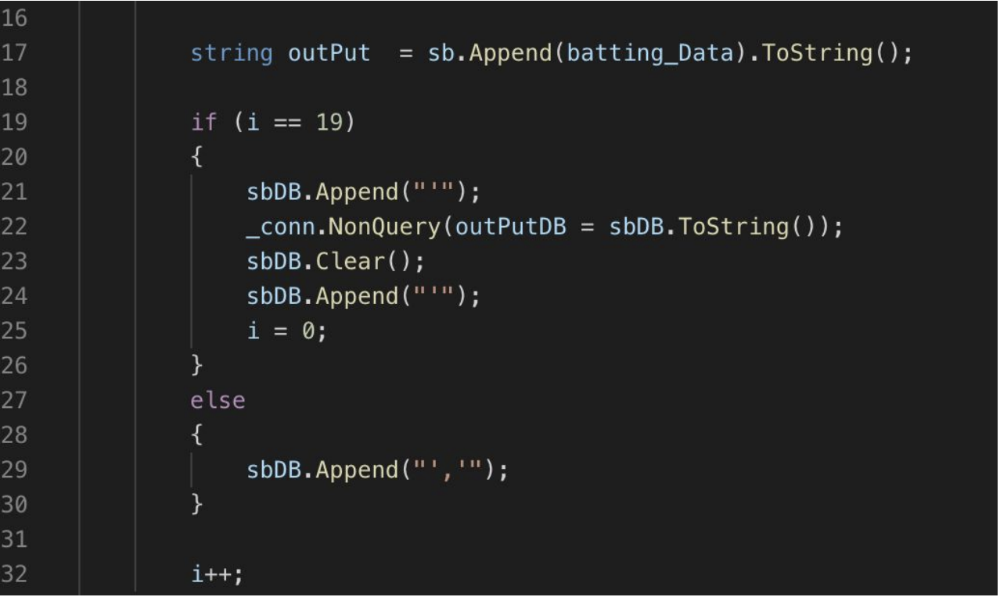 16
17 string outPut  = sb.Append(batting_Data).ToString();
18
19 if (i == 19)
20 {
21 sbDB.Append("'");
22 _conn.NonQuery(outPutDB = sbDB.ToString());
23 sbDB.Clear();
24 sbDB.Append("'");
25 i = 0;
26 }
27 else
28 {
29 sbDB.Append("','");
30 }
31
32 i++;